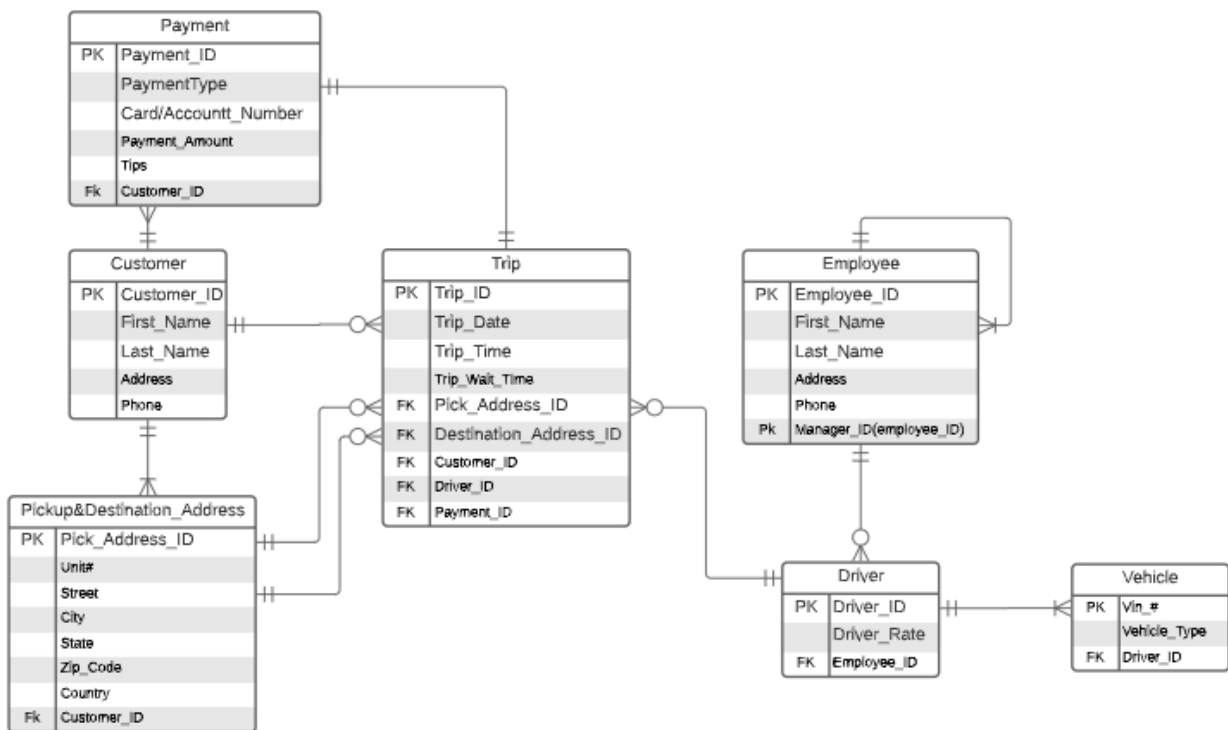 Payment
PK Payment_ID
PaymentType
Card/Accountt_Number
Payment_Amount
Tips
Fk Customer_ID
Customer
PK Customer_ID
First_Name
Last_Name
Address
Phone
Pickup&Destination_Address
PK Pick_Address_ID
Unit#
Street
City
State
Zip_Code
Country
Fk Customer_ID
Trip
PK Trip_ID
Trip_Date
Trip_Time
Trip_Wait_Time
FK Pick_Address_ID
FK Destination_Address_ID
FK Customer_ID
FK Driver_ID
FK Payment_ID
Employee
PK Employee_ID
First_Name
Last_Name
Address
Phone
Pk Manager_ID(employee_ID)
Driver
PK Driver_ID
Driver_Rate
FK Employee_ID
Vehicle
PK Vin_#
Vehicle_Type
FK Driver_ID